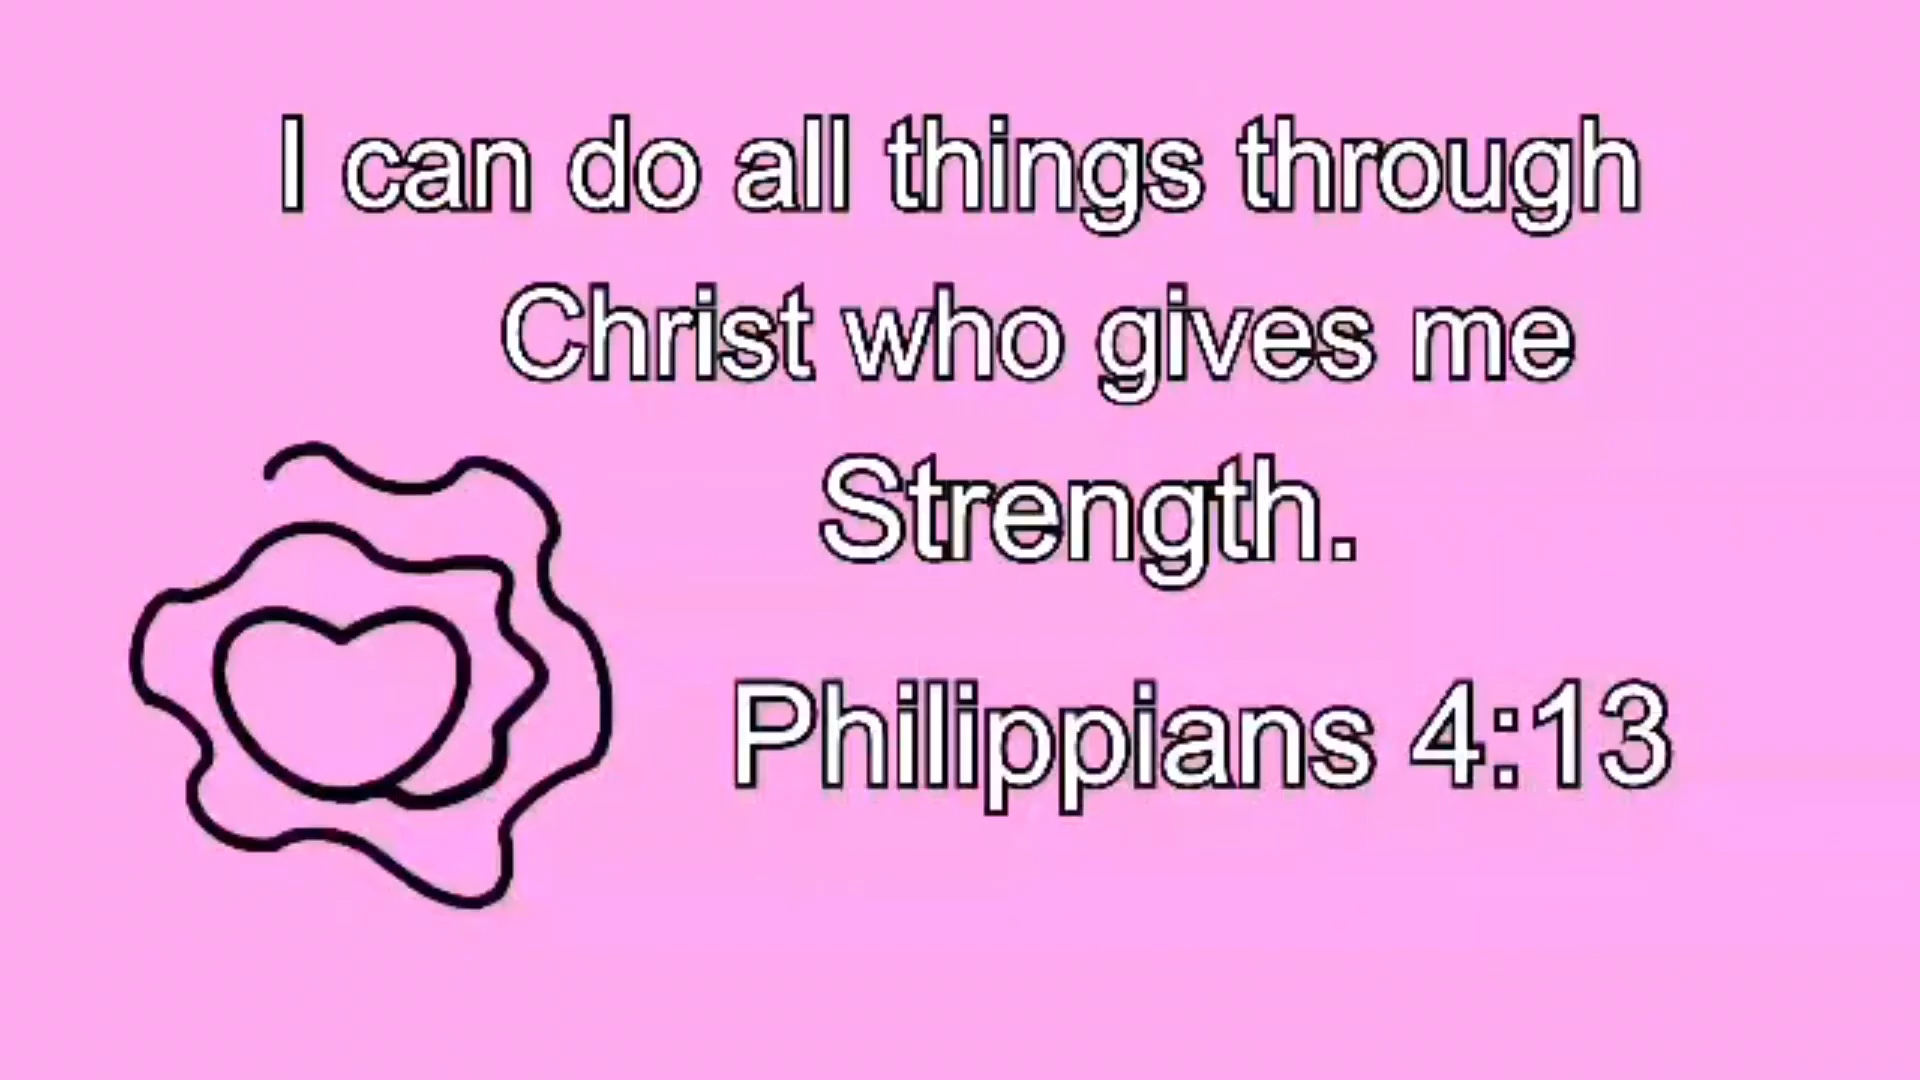 I can do all things through
Christ who gives me
Strength.
Philippians 4:13